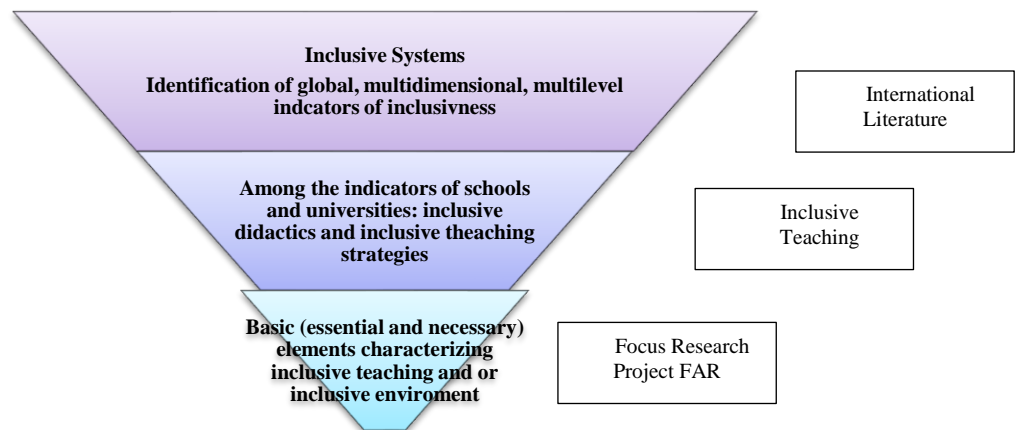 Inclusive Systems
Identification of global, multidimensional, multilevel
indcators of inclusivness
International
Literature
Among the indicators of schools
and universities: inclusive
didactics and inclusive theaching
strategies
Inclusive
Teaching
Basic (essential and necessary)
elements characterizing
inclusive teaching and or
inclusive enviroment
Focus Research
Project FAR